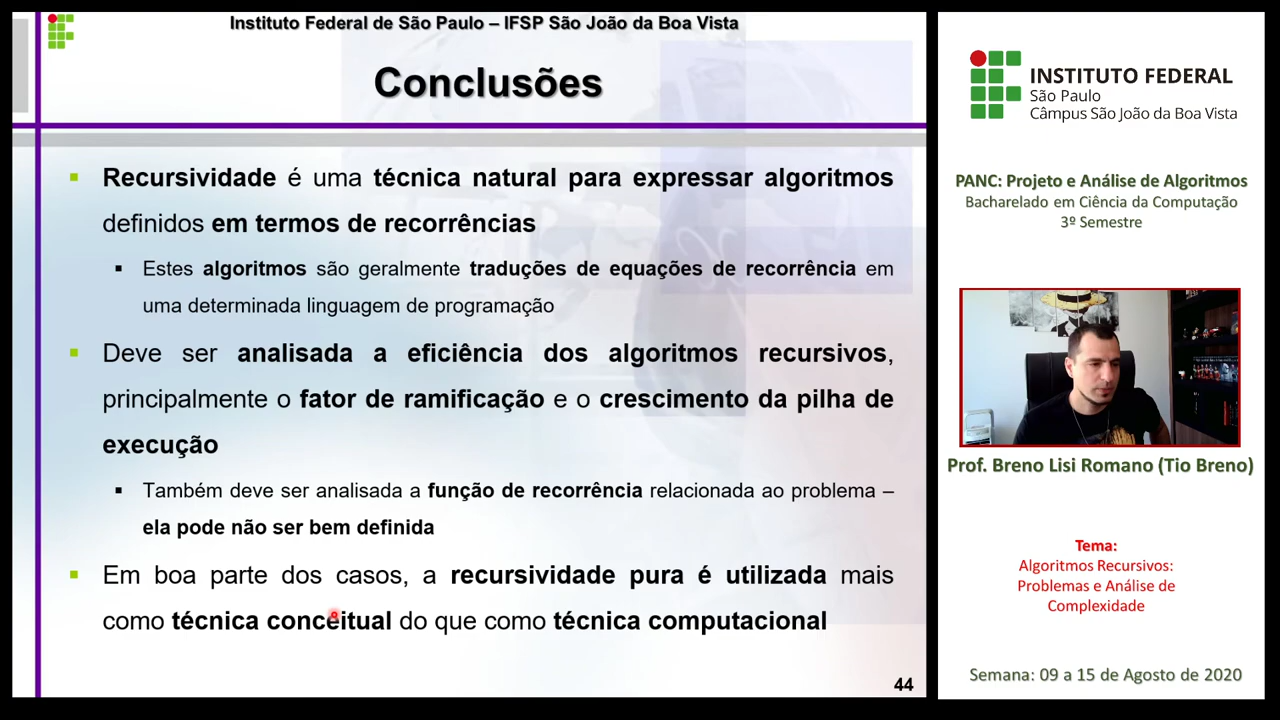 Instituto Federal de São Paulo – IFSP São João da Boa Vista
Conclusões
Recursividade é uma técnica natural para expressar algoritmos
definidos em termos de recorrências
Estes algoritmos são geralmente traduções de equações de recorrência em
uma determinada linguagem de programação
Deve ser analisada a eficiência dos algoritmos recursivos,
principalmente o fator de ramificação e o crescimento da pilha de
execução
Também deve ser analisada a função de recorrência relacionada ao problema –
ela pode não ser bem definida
Em boa parte dos casos, a recursividade pura é utilizada mais
como técnica conceitual do que como técnica computacional
44
INSTITUTO FEDERAL
São Paulo
Câmpus São João da Boa Vista
PANC: Projeto e Análise de Algoritmos
Bacharelado em Ciência da Computação
3º Semestre
Prof. Breno Lisi Romano (Tio Breno)
Tema:
Algoritmos Recursivos:
Problemas e Análise de
Complexidade
Semana: 09 a 15 de Agosto de 2020